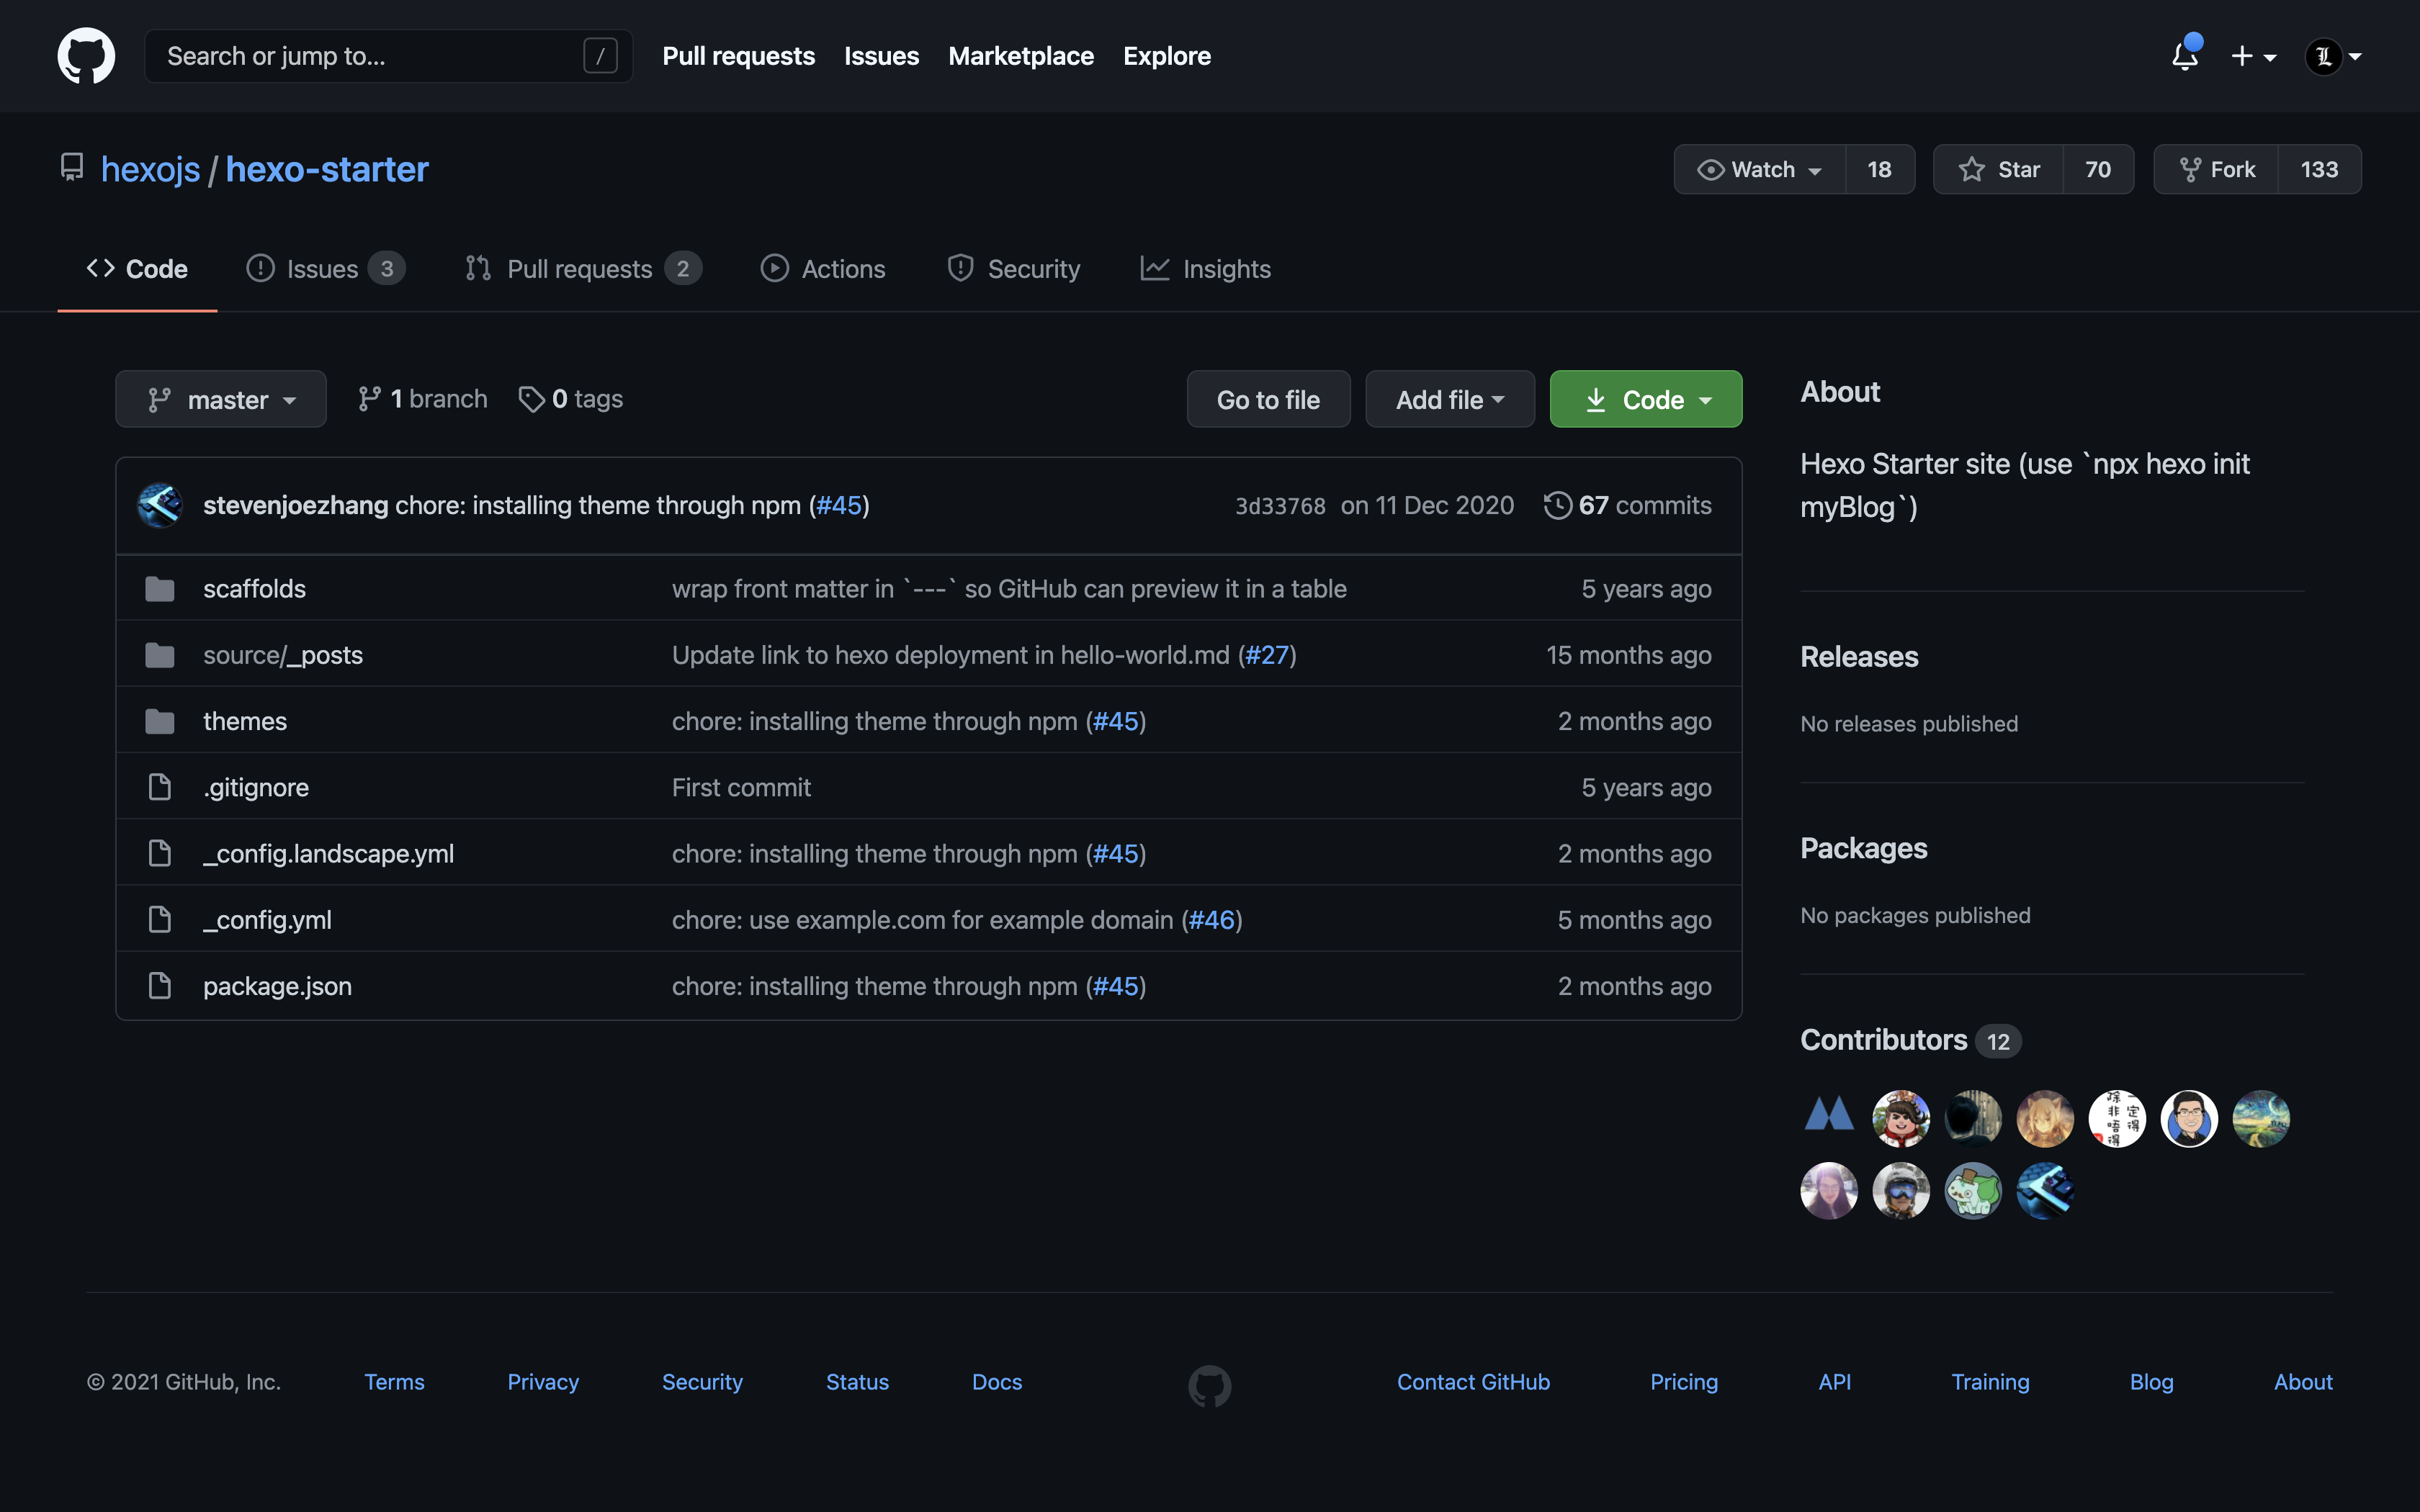 Search or jump to... /
Pull requests Issues Marketplace Explore
hexojs / hexo-starter
Watch 18 Star 70 Fork 133
Code Issues 3 Pull requests 2 Actions Security Insights
master 1 branch 0 tags Go to file Add file Code
stevenjoezhang chore: installing theme through npm (#45) 3d33768 on 11 Dec 2020 67 commits
scaffolds wrap front matter in `---` so GitHub can preview it in a table 5 years ago
source/_posts Update link to hexo deployment in hello-world.md (#27) 15 months ago
themes chore: installing theme through npm (#45) 2 months ago
.gitignore First commit 5 years ago
_config.landscape.yml chore: installing theme through npm (#45) 2 months ago
_config.yml chore: use example.com for example domain (#46) 5 months ago
package.json chore: installing theme through npm (#45) 2 months ago
About
Hexo Starter site (use `npx hexo init
myBlog`)
Releases
No releases published
Packages
No packages published
Contributors 12
© 2021 GitHub, Inc. Terms Privacy Security Status Docs Contact GitHub Pricing API Training Blog About